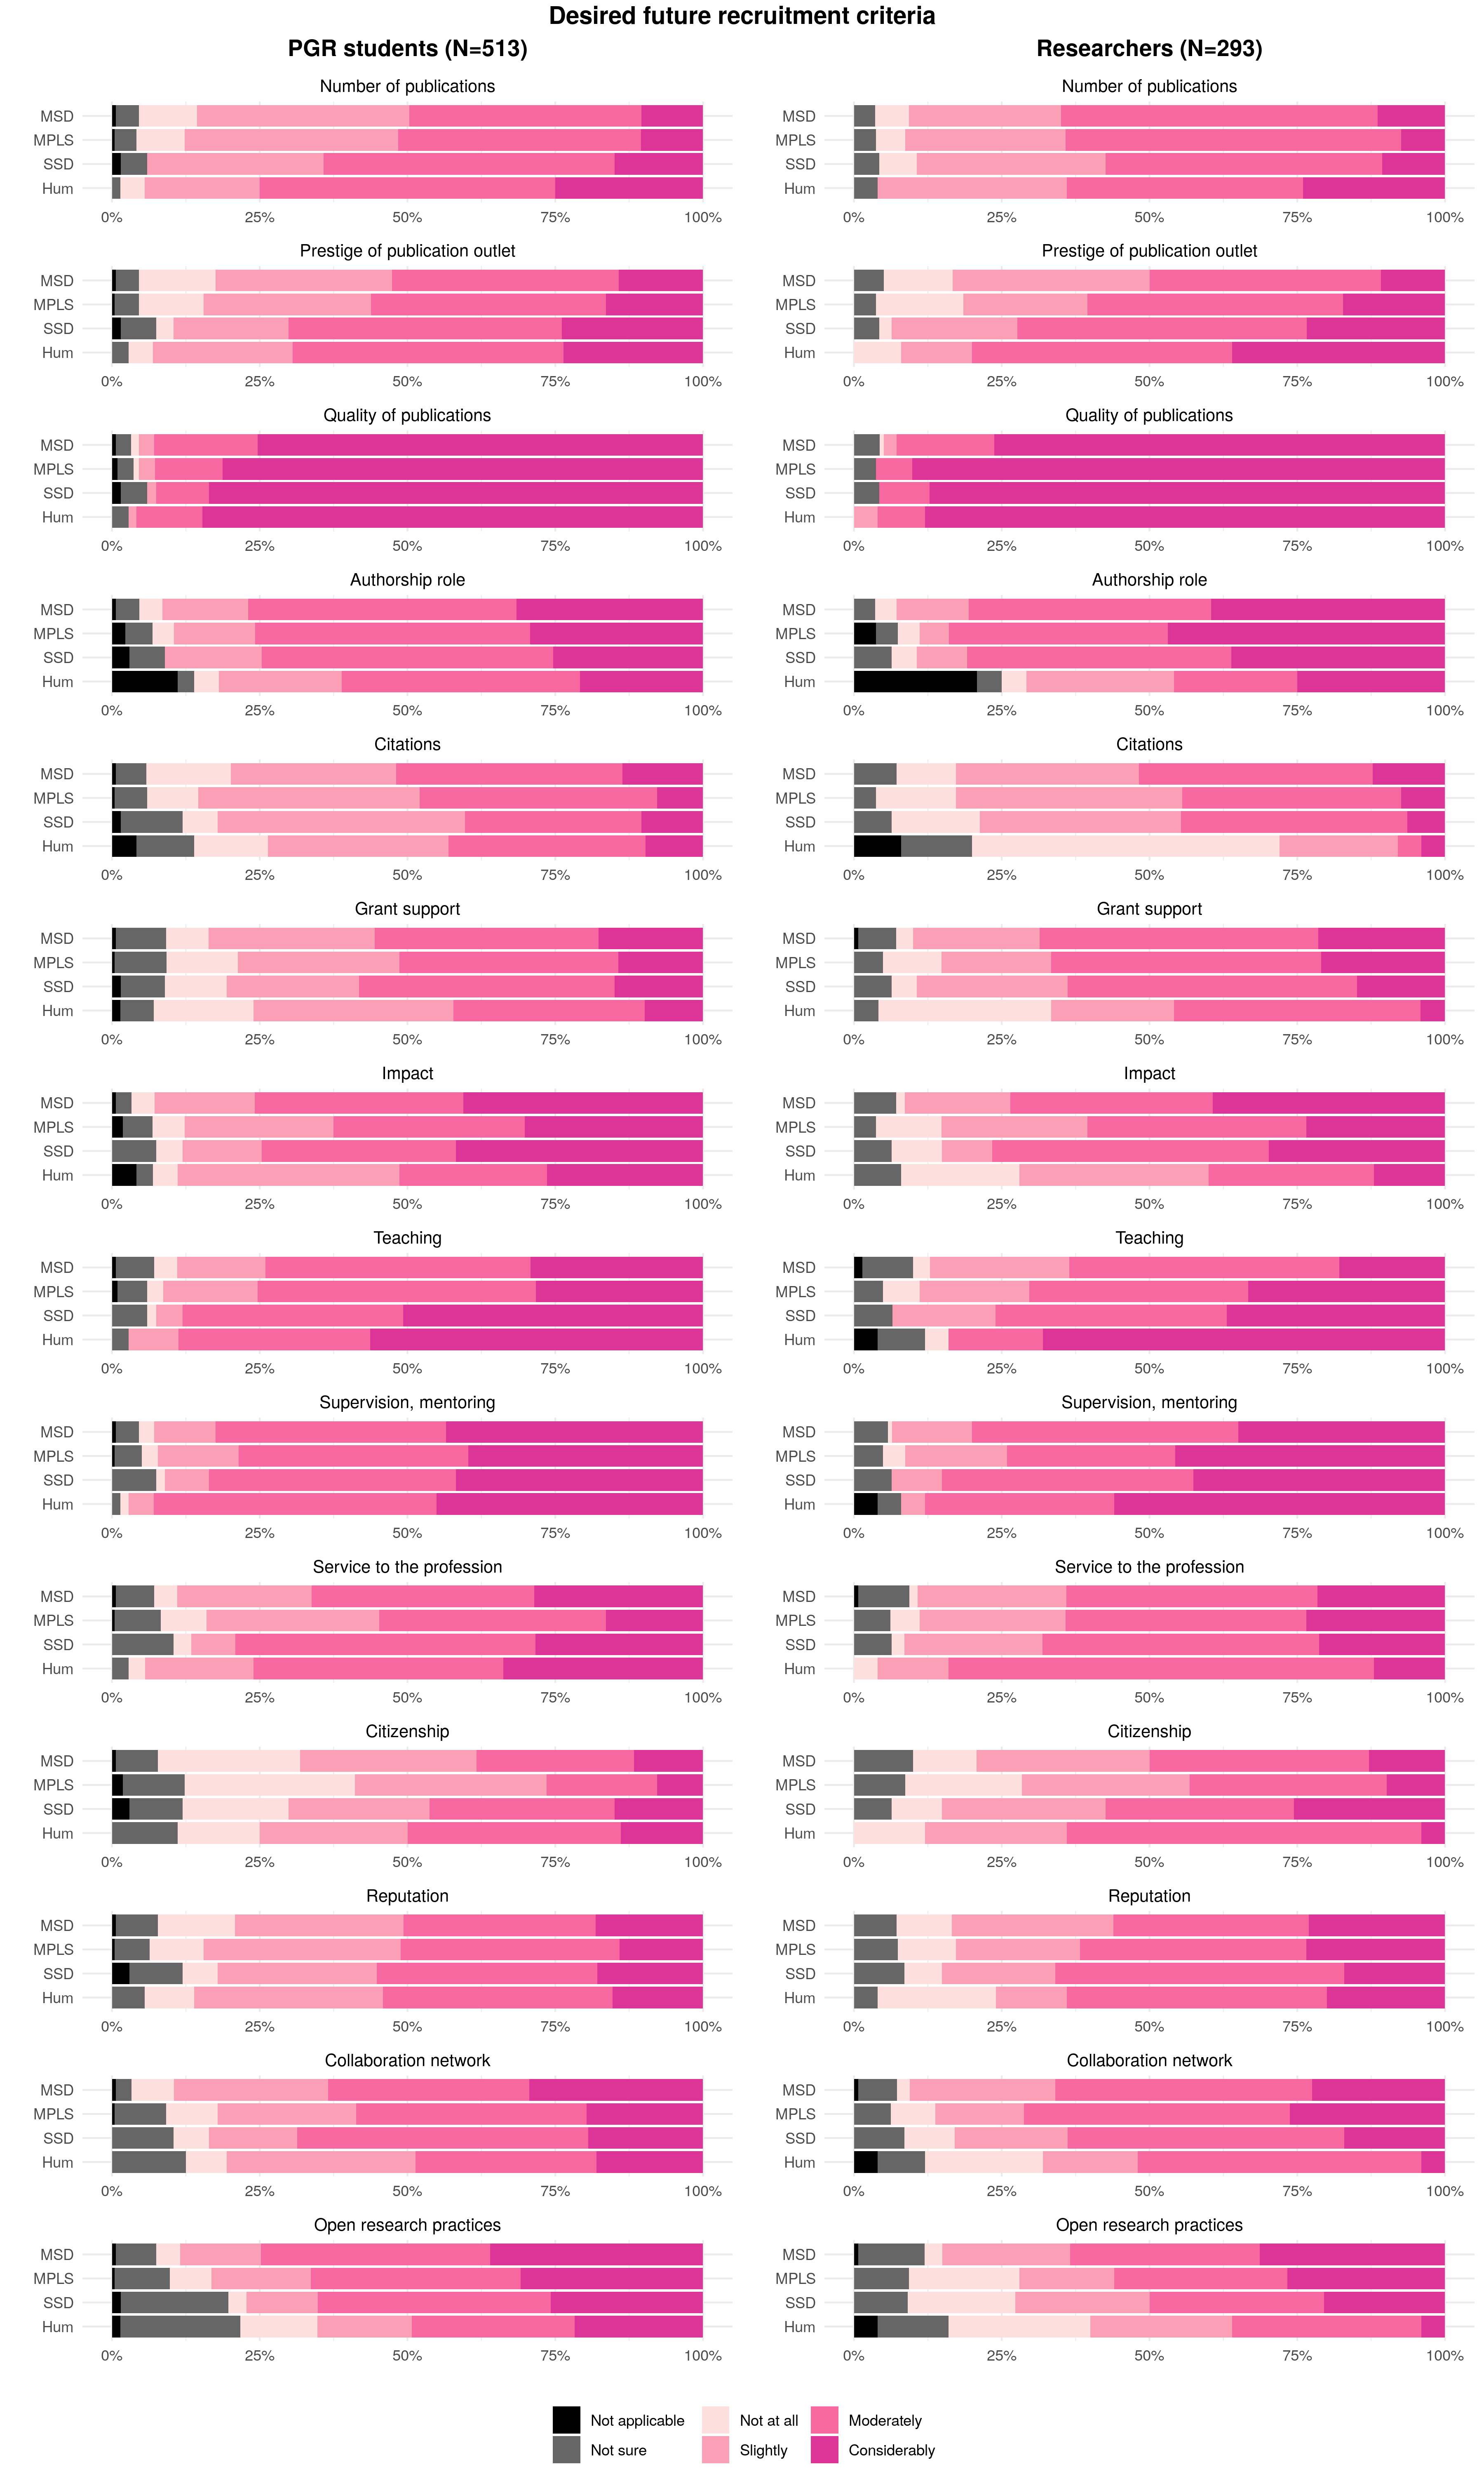 Desired future recruitment criteria
PGR students (N=513) Researchers (N=293)
Number of publications Number of publications
MSD MSD
MPLS MPLS
SSD SSD
Hum Hum
0% 25% 50% 75% 100% 0% 25% 50% 75% 100%
Prestige of publication outlet Prestige of publication outlet
MSD MSD
MPLS MPLS
SSD SSD
Hum Hum
0% 25% 50% 75% 100% 0% 25% 50% 75% 100%
Quality of publications Quality of publications
MSD MSD
MPLS MPLS
SSD SSD
Hum Hum
0% 25% 50% 75% 100% 0% 25% 50% 75% 100%
Authorship role Authorship role
MSD MSD
MPLS MPLS
SSD SSD
Hum Hum
0% 25% 50% 75% 100% 0% 25% 50% 75% 100%
Citations Citations
MSD MSD
MPLS MPLS
SSD SSD
Hum Hum
0% 25% 50% 75% 100% 0% 25% 50% 75% 100%
Grant support Grant support
MSD MSD
MPLS MPLS
SSD SSD
Hum Hum
0% 25% 50% 75% 100% 0% 25% 50% 75% 100%
Impact Impact
MSD MSD
MPLS MPLS
SSD SSD
Hum Hum
0% 25% 50% 75% 100% 0% 25% 50% 75% 100%
Teaching Teaching
MSD MSD
MPLS MPLS
SSD SSD
Hum Hum
0% 25% 50% 75% 100% 0% 25% 50% 75% 100%
Supervision, mentoring Supervision, mentoring
MSD MSD
MPLS MPLS
SSD SSD
Hum Hum
0% 25% 50% 75% 100% 0% 25% 50% 75% 100%
Service to the profession Service to the profession
MSD MSD
MPLS MPLS
SSD SSD
Hum Hum
0% 25% 50% 75% 100% 0% 25% 50% 75% 100%
Citizenship Citizenship
MSD MSD
MPLS MPLS
SSD SSD
Hum Hum
0% 25% 50% 75% 100% 0% 25% 50% 75% 100%
Reputation Reputation
MSD MSD
MPLS MPLS
SSD SSD
Hum Hum
0% 25% 50% 75% 100% 0% 25% 50% 75% 100%
Collaboration network Collaboration network
MSD MSD
MPLS MPLS
SSD SSD
Hum Hum
0% 25% 50% 75% 100% 0% 25% 50% 75% 100%
Open research practices Open research practices
MSD MSD
MPLS MPLS
SSD SSD
Hum Hum
0% 25% 50% 75% 100% 0% 25% 50% 75% 100%
Not applicable Not at all Moderately
Not sure Slightly Considerably